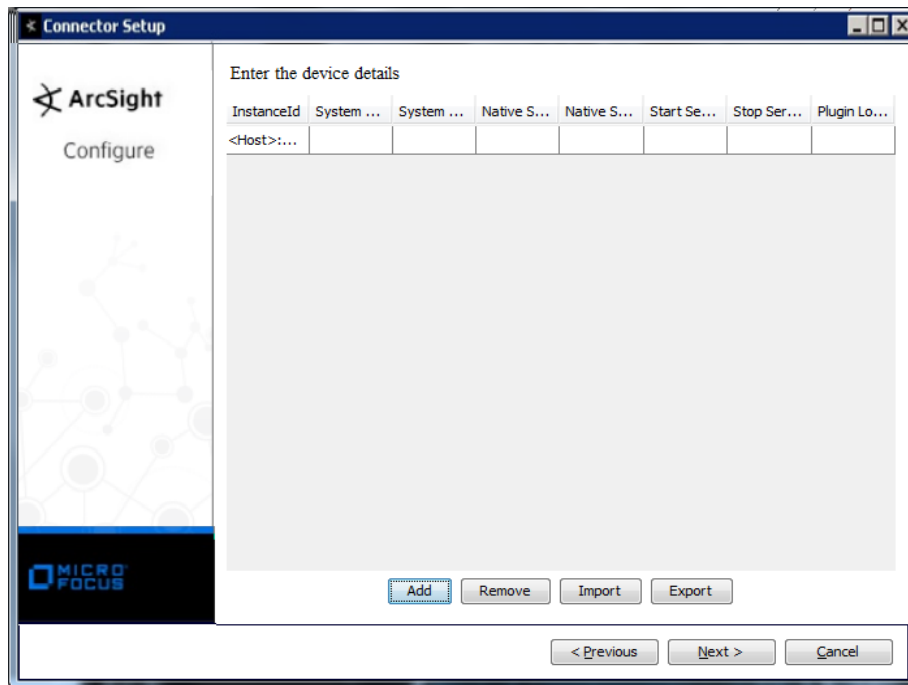 Connector Setup
ArcSight
Configure
Enter the device details
InstanceId System ... System ... Native S... Native S... Start Se... Stop Ser... Plugin Lo...
<Host>:...
MICRO
FOCUS
Add Remove Import Export
< Previous Next > Cancel